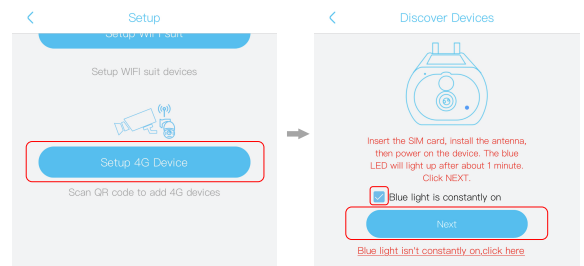 Setup
Setup WIFI suit
Setup WIFI suit devices
Setup 4G Device
Scan QR code to add 4G devices
Discover Devices
Insert the SIM card, install the antenna,
then power on the device. The blue
LED will light up after about 1 minute.
Click NEXT.
Blue light is constantly on
Next
Blue light isn't constantly on,click here